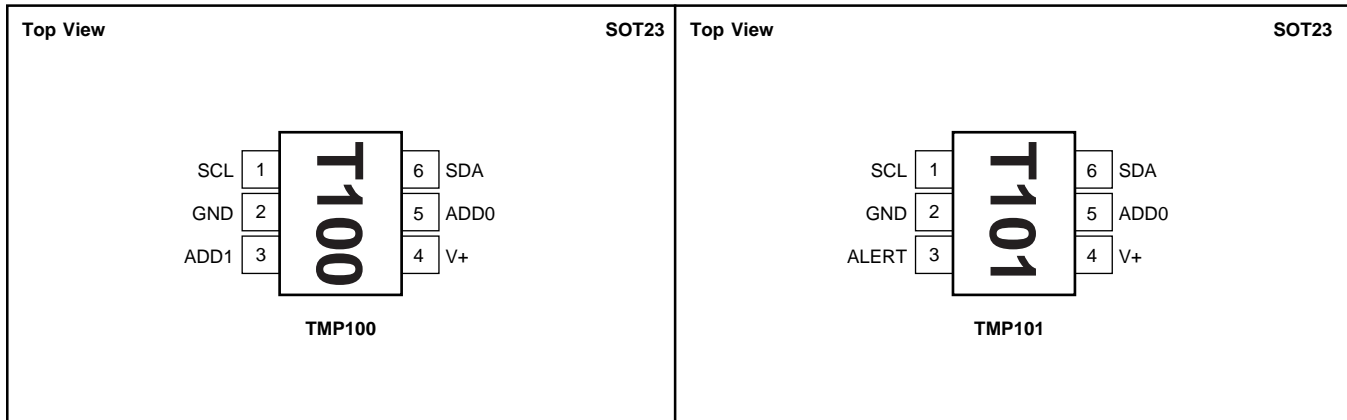 Top View SOT23
SCL 1 T100 6 SDA
GND 2 5 ADD0
ADD1 3 4 V+
TMP100
Top View SOT23
SCL 1 T101 6 SDA
GND 2 5 ADD0
ALERT 3 4 V+
TMP101